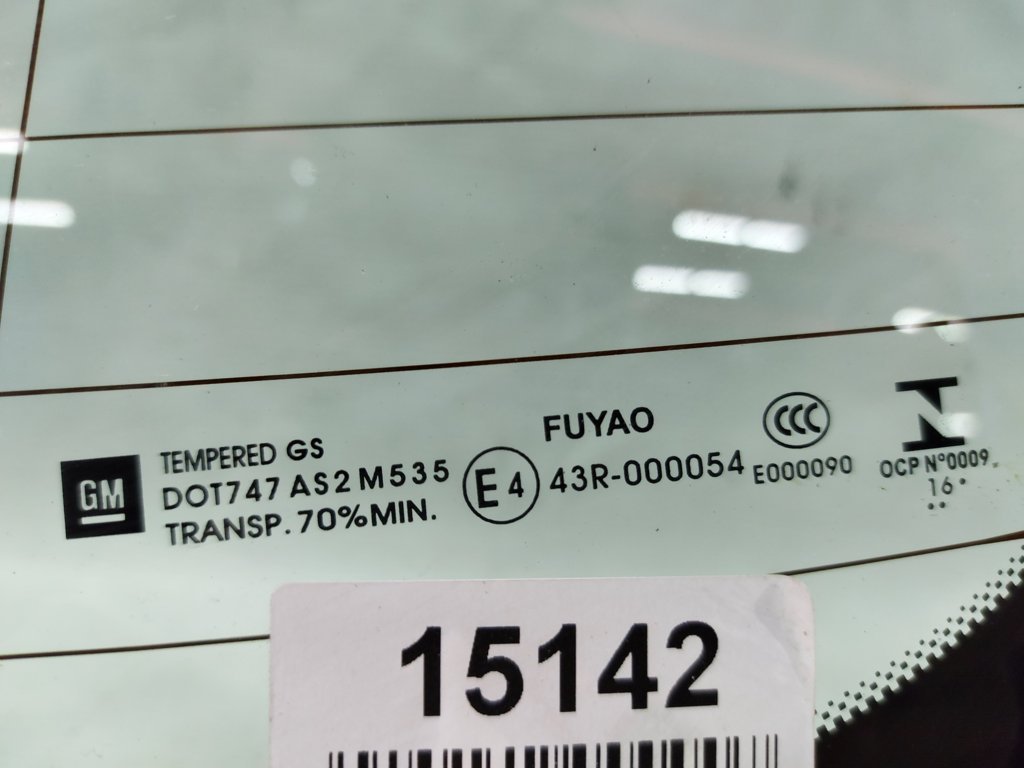 GM
TEMPERED GS
DOT747 AS2 M535
TRANSP. 70%MIN.
E4
FUYAO
43R-000054
CCC
E000090
N
OCP N°0009
16
15142